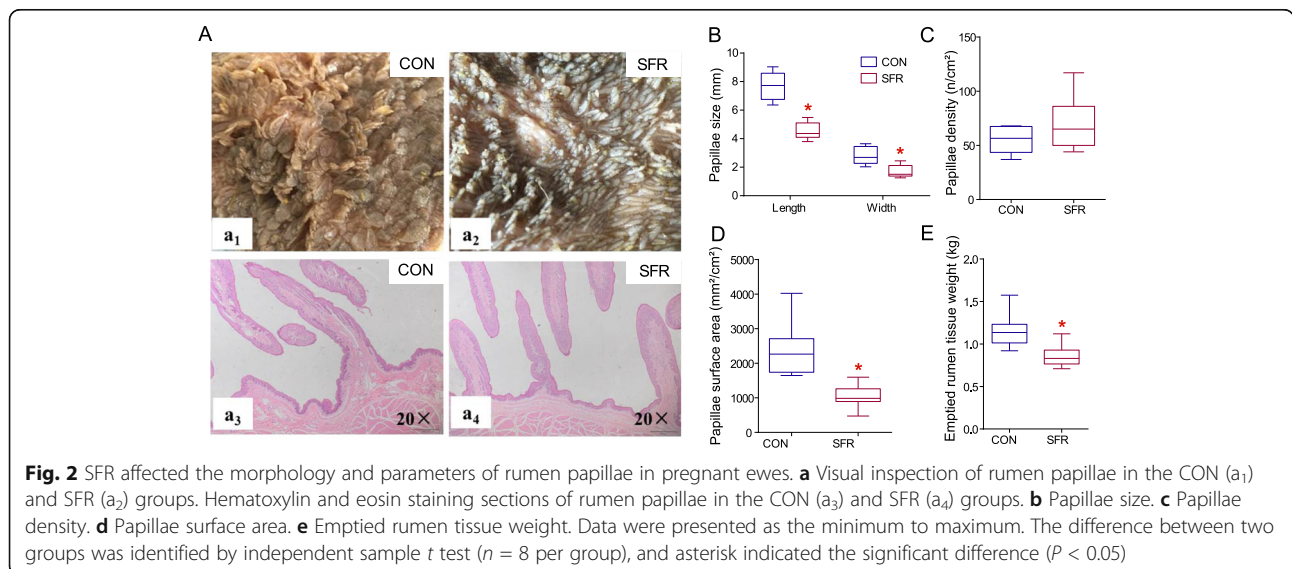 A
CON
SFR
a1
a2
CON
SFR
a3
20×
a4
20×
B
10
8
6
4
2
0
Papillae size (mm)
CON
SFR
*
*
Length
Width
C
150
100
50
0
Papillae density (n/cm²)
CON
SFR
D
5000
4000
3000
2000
1000
0
Papillae surface area (mm²/cm²)
*
CON
SFR
E
2.0
1.5
1.0
0.5
0.0
Emptied rumen tissue weight (kg)
*
CON
SFR
Fig. 2 SFR affected the morphology and parameters of rumen papillae in pregnant ewes. a Visual inspection of rumen papillae in the CON (a₁)
and SFR (a₂) groups. Hematoxylin and eosin staining sections of rumen papillae in the CON (a₃) and SFR (a₄) groups. b Papillae size. c Papillae
density. d Papillae surface area. e Emptied rumen tissue weight. Data were presented as the minimum to maximum. The difference between two
groups was identified by independent sample t test (n = 8 per group), and asterisk indicated the significant difference (P < 0.05)